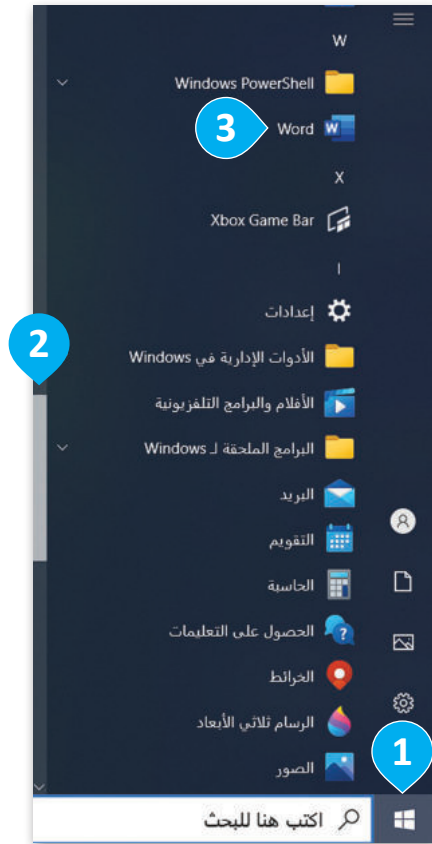 W
Windows PowerShell
3
Word
X
Xbox Game Bar
ا
إعدادات
2
الأدوات الإدارية في Windows
الأفلام والبرامج التلفزيونية
البرامج الملحقة لـ Windows
البريد
التقويم
الحاسبة
الحصول على التعليمات
الخرائط
الرسام ثلاثي الأبعاد
1
الصور
اكتب هنا للبحث